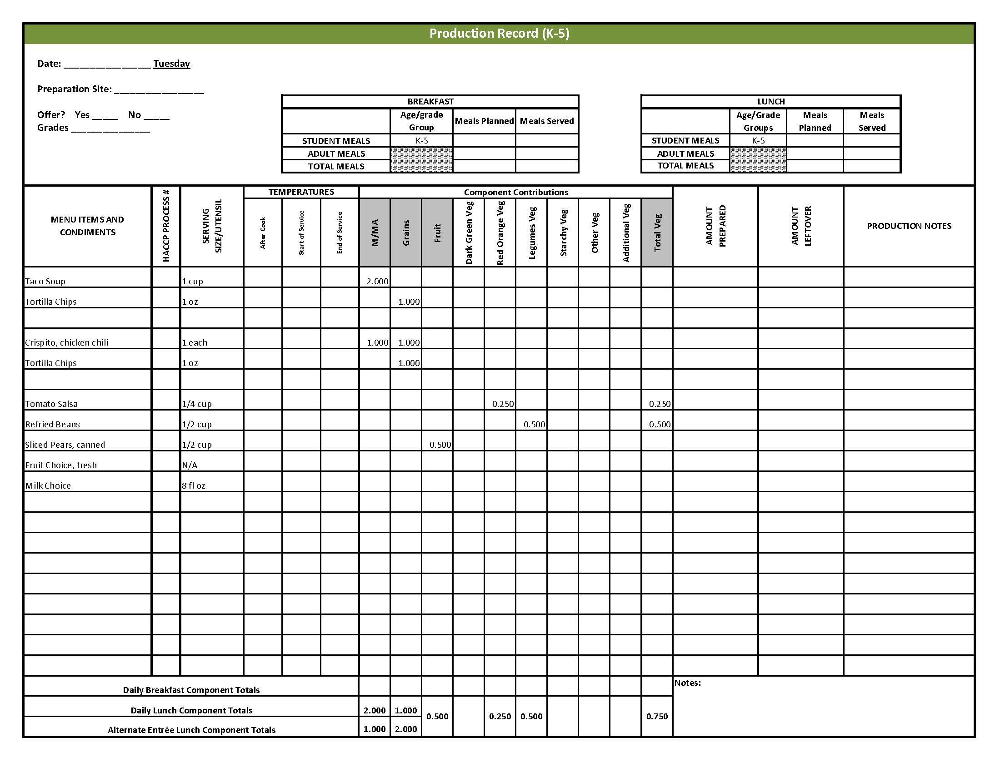 Production Record (K-5)
Date: _________________ Tuesday
Preparation Site: _________________
Offer? Yes _____ No _____
Grades _______________
BREAKFAST
Age/grade Group Meals Planned Meals Served
STUDENT MEALS K-5
ADULT MEALS
TOTAL MEALS
LUNCH
Age/Grade Groups Meals Planned Meals Served
STUDENT MEALS K-5
ADULT MEALS
TOTAL MEALS
MENU ITEMS AND CONDIMENTS
HACCP PROCESS #
SERVING SIZE/UTENSIL
TEMPERATURES
After Cook
Start of Service
End of Service
Component Contributions
M/MA
Grains
Fruit
Dark Green Veg
Red Orange Veg
Legumes Veg
Starchy Veg
Other Veg
Additional Veg
Total Veg
AMOUNT PREPARED
AMOUNT LEFTOVER
PRODUCTION NOTES
Taco Soup 1 cup 2.000
Tortilla Chips 1 oz 1.000
Crispito, chicken chili 1 each 1.000 1.000
Tortilla Chips 1 oz 1.000
Tomato Salsa 1/4 cup 0.250 0.250
Refried Beans 1/2 cup 0.500 0.500
Sliced Pears, canned 1/2 cup 0.500
Fruit Choice, fresh N/A
Milk Choice 8 fl oz
Daily Breakfast Component Totals
Daily Lunch Component Totals 2.000 1.000
0.500 0.250 0.500 0.750
Alternate Entrée Lunch Component Totals 1.000 2.000
Notes: